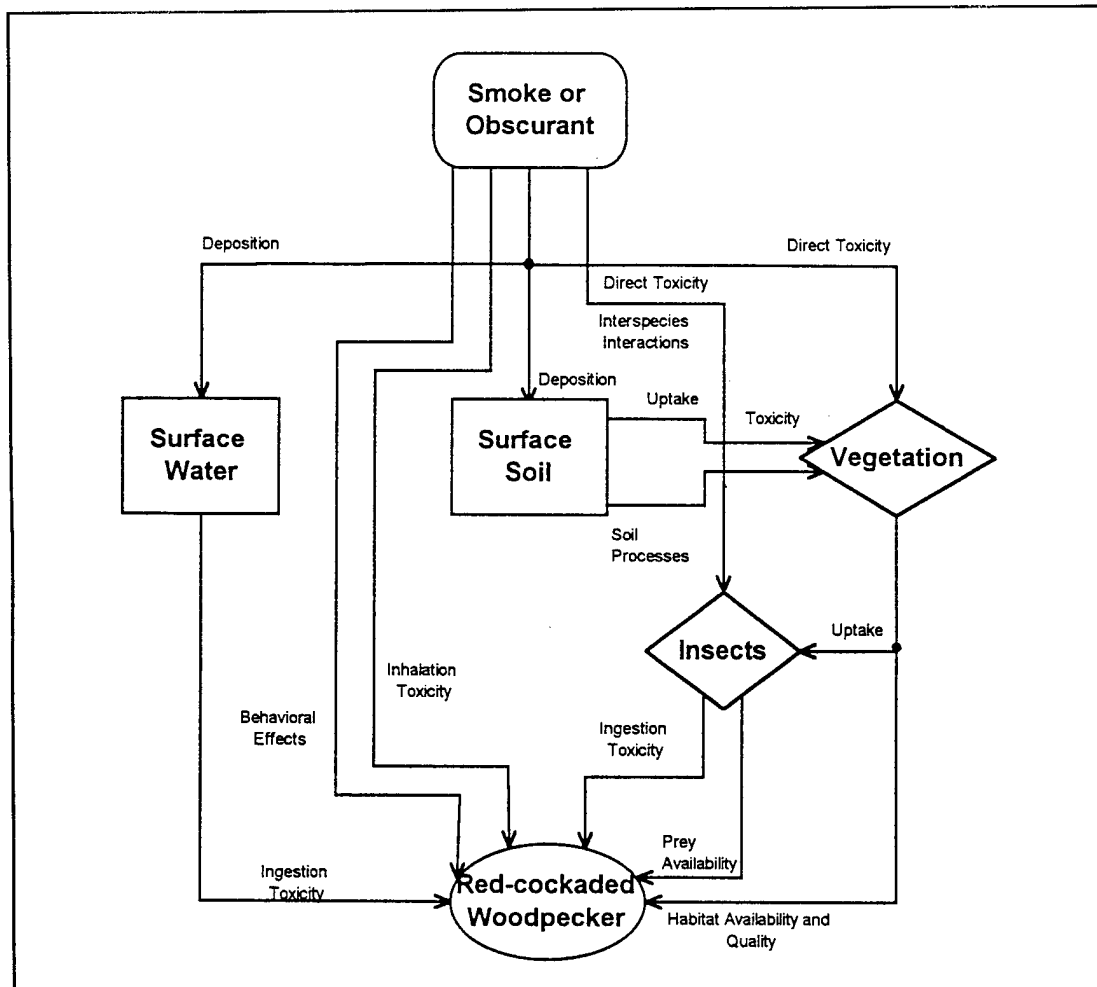 Smoke or
Obscurant
Deposition
Direct Toxicity
Direct Toxicity
Interspecies
Interactions
Deposition
Uptake
Toxicity
Surface
Water
Surface
Soil
Vegetation
Soil
Processes
Insects
Uptake
Inhalation
Toxicity
Behavioral
Effects
Ingestion
Toxicity
Prey
Availability
Ingestion
Toxicity
Red-cockaded
Woodpecker
Habitat Availability and
Quality